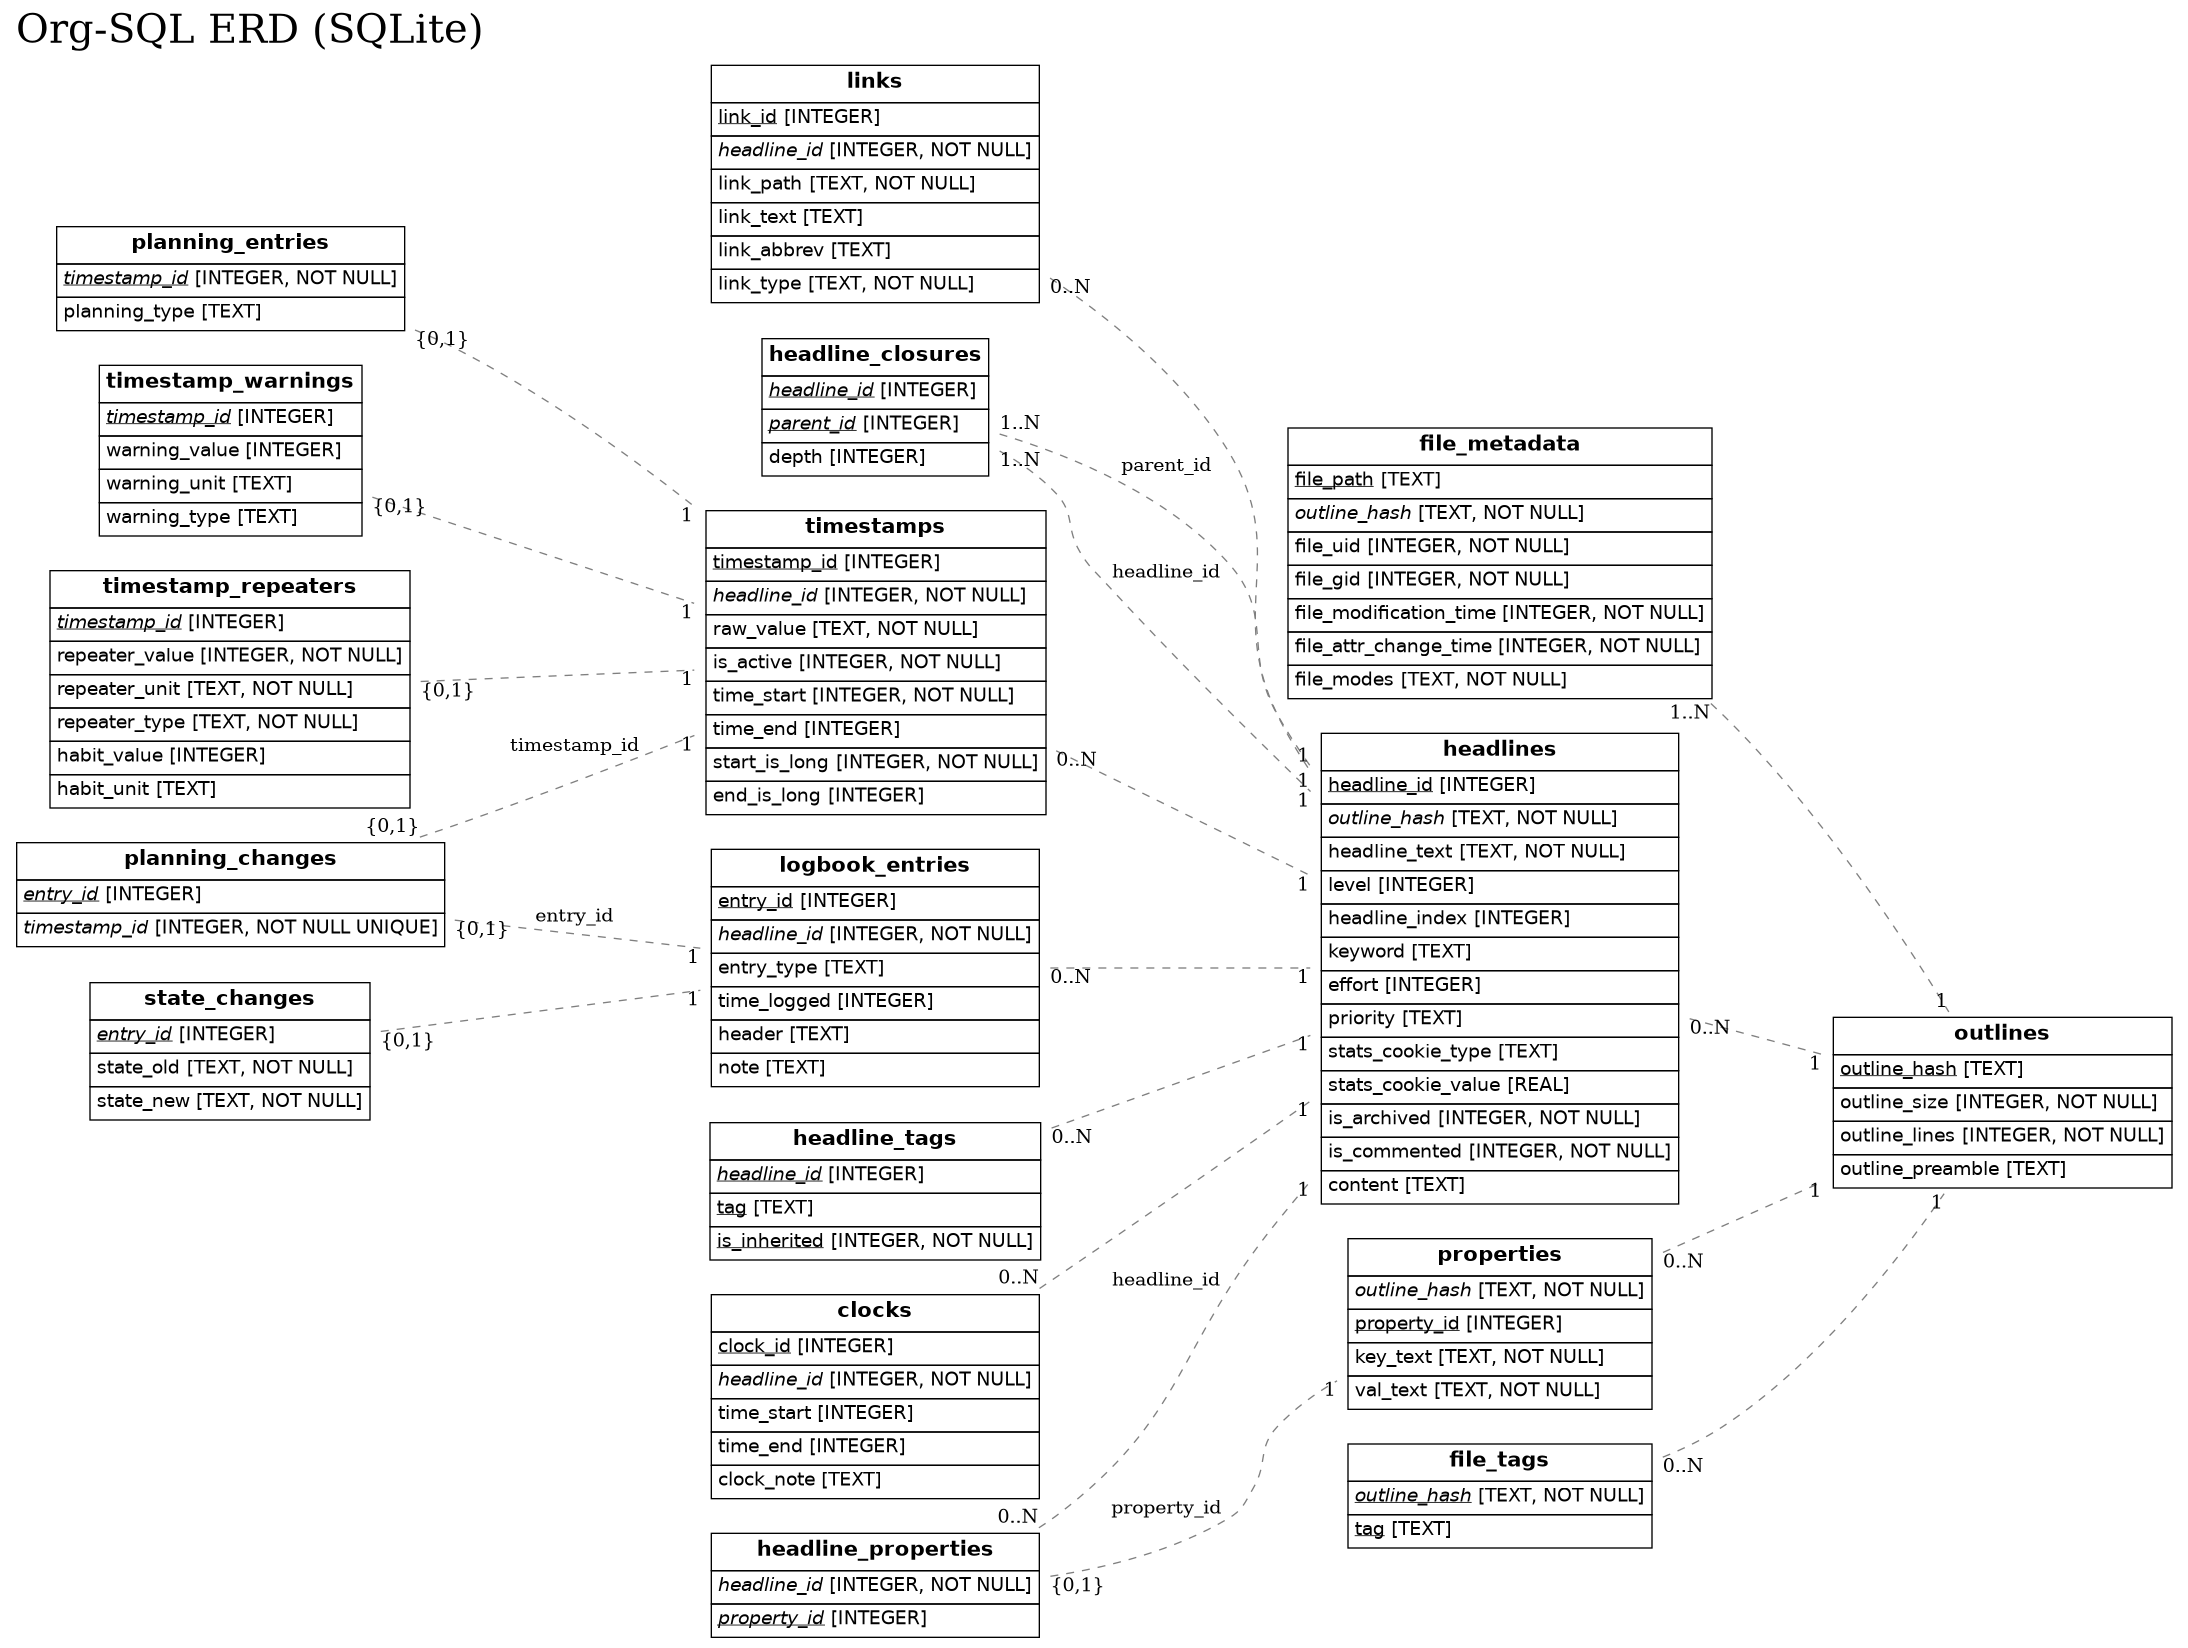 Org-SQL ERD (SQLite)
links
link_id [INTEGER]
headline_id [INTEGER, NOT NULL]
link_path [TEXT, NOT NULL]
link_text [TEXT]
link_abbrev [TEXT]
link_type [TEXT, NOT NULL]
0..N
planning_entries
timestamp_id [INTEGER, NOT NULL]
planning_type [TEXT]
{0,1}
1
timestamp_warnings
timestamp_id [INTEGER]
warning_value [INTEGER]
warning_unit [TEXT]
warning_type [TEXT]
{0,1}
1
timestamp_repeaters
timestamp_id [INTEGER]
repeater_value [INTEGER, NOT NULL]
repeater_unit [TEXT, NOT NULL]
repeater_type [TEXT, NOT NULL]
habit_value [INTEGER]
habit_unit [TEXT]
{0,1}
1
timestamp_id
{0,1}
1
planning_changes
entry_id [INTEGER]
timestamp_id [INTEGER, NOT NULL UNIQUE]
entry_id
{0,1}
1
state_changes
entry_id [INTEGER]
state_old [TEXT, NOT NULL]
state_new [TEXT, NOT NULL]
{0,1}
1
headline_closures
headline_id [INTEGER]
parent_id [INTEGER]
depth [INTEGER]
1..N
1..N
parent_id
headline_id
timestamps
timestamp_id [INTEGER]
headline_id [INTEGER, NOT NULL]
raw_value [TEXT, NOT NULL]
is_active [INTEGER, NOT NULL]
time_start [INTEGER, NOT NULL]
time_end [INTEGER]
start_is_long [INTEGER, NOT NULL]
end_is_long [INTEGER]
0..N
logbook_entries
entry_id [INTEGER]
headline_id [INTEGER, NOT NULL]
entry_type [TEXT]
time_logged [INTEGER]
header [TEXT]
note [TEXT]
0..N
headline_tags
headline_id [INTEGER]
tag [TEXT]
is_inherited [INTEGER, NOT NULL]
0..N
0..N
clocks
clock_id [INTEGER]
headline_id [INTEGER, NOT NULL]
time_start [INTEGER]
time_end [INTEGER]
clock_note [TEXT]
headline_id
0..N
headline_properties
headline_id [INTEGER, NOT NULL]
property_id [INTEGER]
property_id
{0,1}
1
file_metadata
file_path [TEXT]
outline_hash [TEXT, NOT NULL]
file_uid [INTEGER, NOT NULL]
file_gid [INTEGER, NOT NULL]
file_modification_time [INTEGER, NOT NULL]
file_attr_change_time [INTEGER, NOT NULL]
file_modes [TEXT, NOT NULL]
1..N
1
headlines
headline_id [INTEGER]
outline_hash [TEXT, NOT NULL]
headline_text [TEXT, NOT NULL]
level [INTEGER]
headline_index [INTEGER]
keyword [TEXT]
effort [INTEGER]
priority [TEXT]
stats_cookie_type [TEXT]
stats_cookie_value [REAL]
is_archived [INTEGER, NOT NULL]
is_commented [INTEGER, NOT NULL]
content [TEXT]
1
1
1
1
1
1
1
1
0..N
1
outlines
outline_hash [TEXT]
outline_size [INTEGER, NOT NULL]
outline_lines [INTEGER, NOT NULL]
outline_preamble [TEXT]
1
1
properties
outline_hash [TEXT, NOT NULL]
property_id [INTEGER]
key_text [TEXT, NOT NULL]
val_text [TEXT, NOT NULL]
0..N
file_tags
outline_hash [TEXT, NOT NULL]
tag [TEXT]
0..N